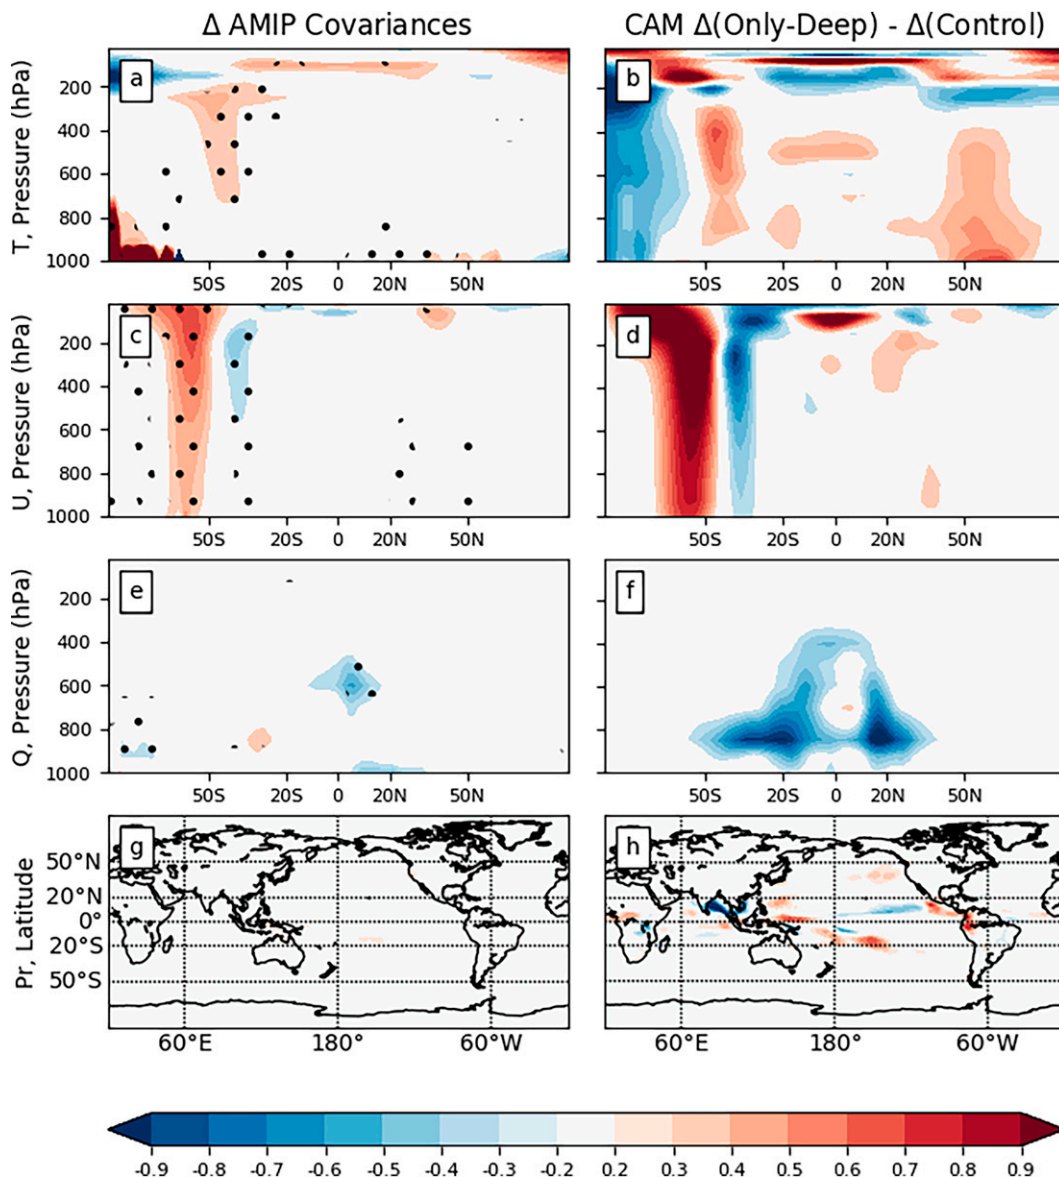 Δ AMIP Covariances
CAM Δ(Only-Deep) - Δ(Control)
T, Pressure (hPa)
200
400
600
800
1000
a
b
50S 20S 0 20N 50N
50S 20S 0 20N 50N
U, Pressure (hPa)
200
400
600
800
1000
c
d
50S 20S 0 20N 50N
50S 20S 0 20N 50N
Q, Pressure (hPa)
200
400
600
800
1000
e
f
50S 20S 0 20N 50N
50S 20S 0 20N 50N
Pr, Latitude
50°N
20°N
0°
20°S
50°S
g
h
60°E 180° 60°W
60°E 180° 60°W
-0.9 -0.8 -0.7 -0.6 -0.5 -0.4 -0.3 -0.2 0.2 0.3 0.4 0.5 0.6 0.7 0.8 0.9